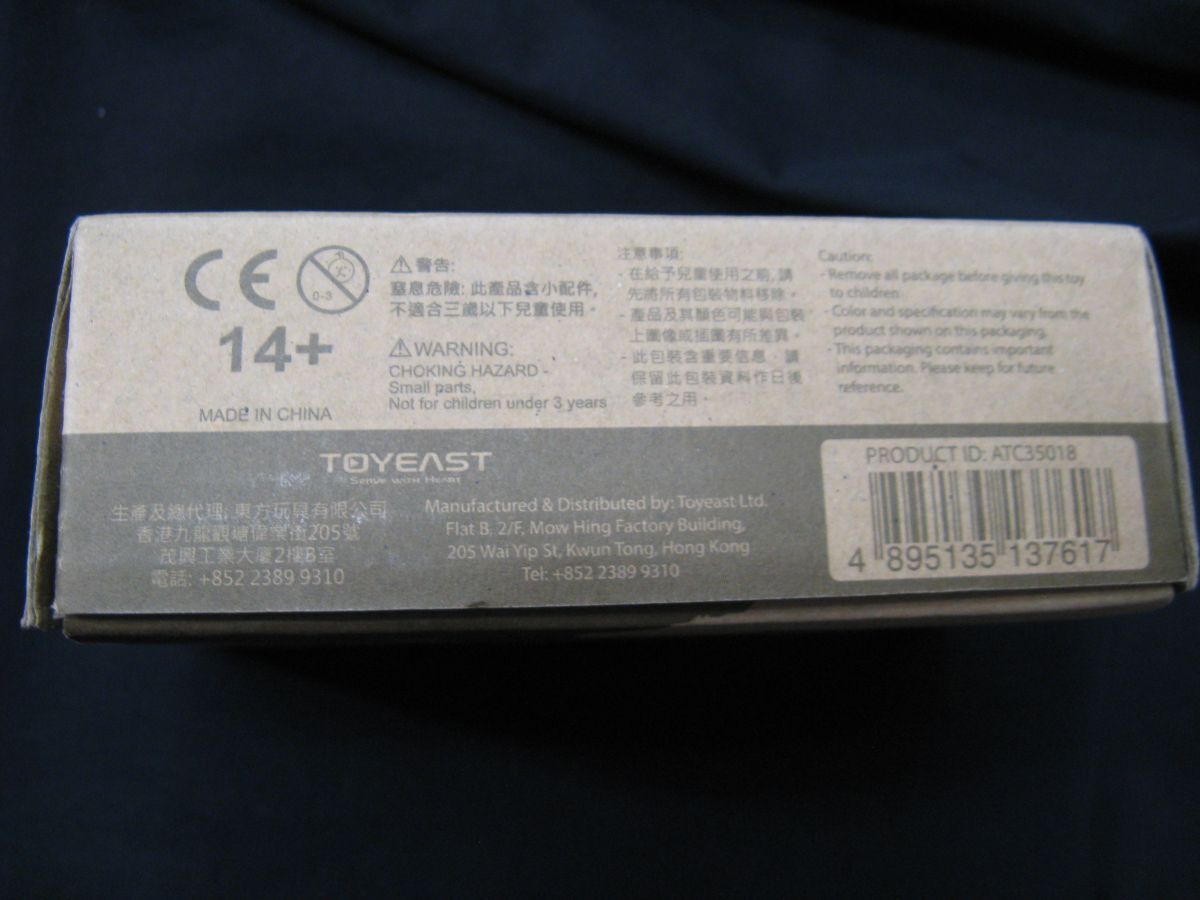 CE
0-3
14+
MADE IN CHINA
⚠警告:
窒息危險: 此產品含小配件,
不適合三歲以下兒童使用。
⚠WARNING:
CHOKING HAZARD -
Small parts,
Not for children under 3 years
注意事項:
- 在給予兒童使用之前, 請
先將所有包裝物料移除。
- 產品及其顏色可能與包裝
上圖像或插圖有所差異。
- 此包裝含重要信息, 請
保留此包裝資料作日後
參考之用。
Caution:
- Remove all package before giving this toy
to children.
- Color and specification may vary from the
product shown on this packaging.
- This packaging contains important
information. Please keep for future
reference.
TOYEAST
Serve with Heart
生產及總代理: 東方玩具有限公司
香港九龍觀塘偉業街205號
茂興工業大廈2樓B室
電話: +852 2389 9310
Manufactured & Distributed by: Toyeast Ltd.
Flat B, 2/F, Mow Hing Factory Building,
205 Wai Yip St, Kwun Tong, Hong Kong
Tel: +852 2389 9310
PRODUCT ID: ATC35018
4 895135 137617